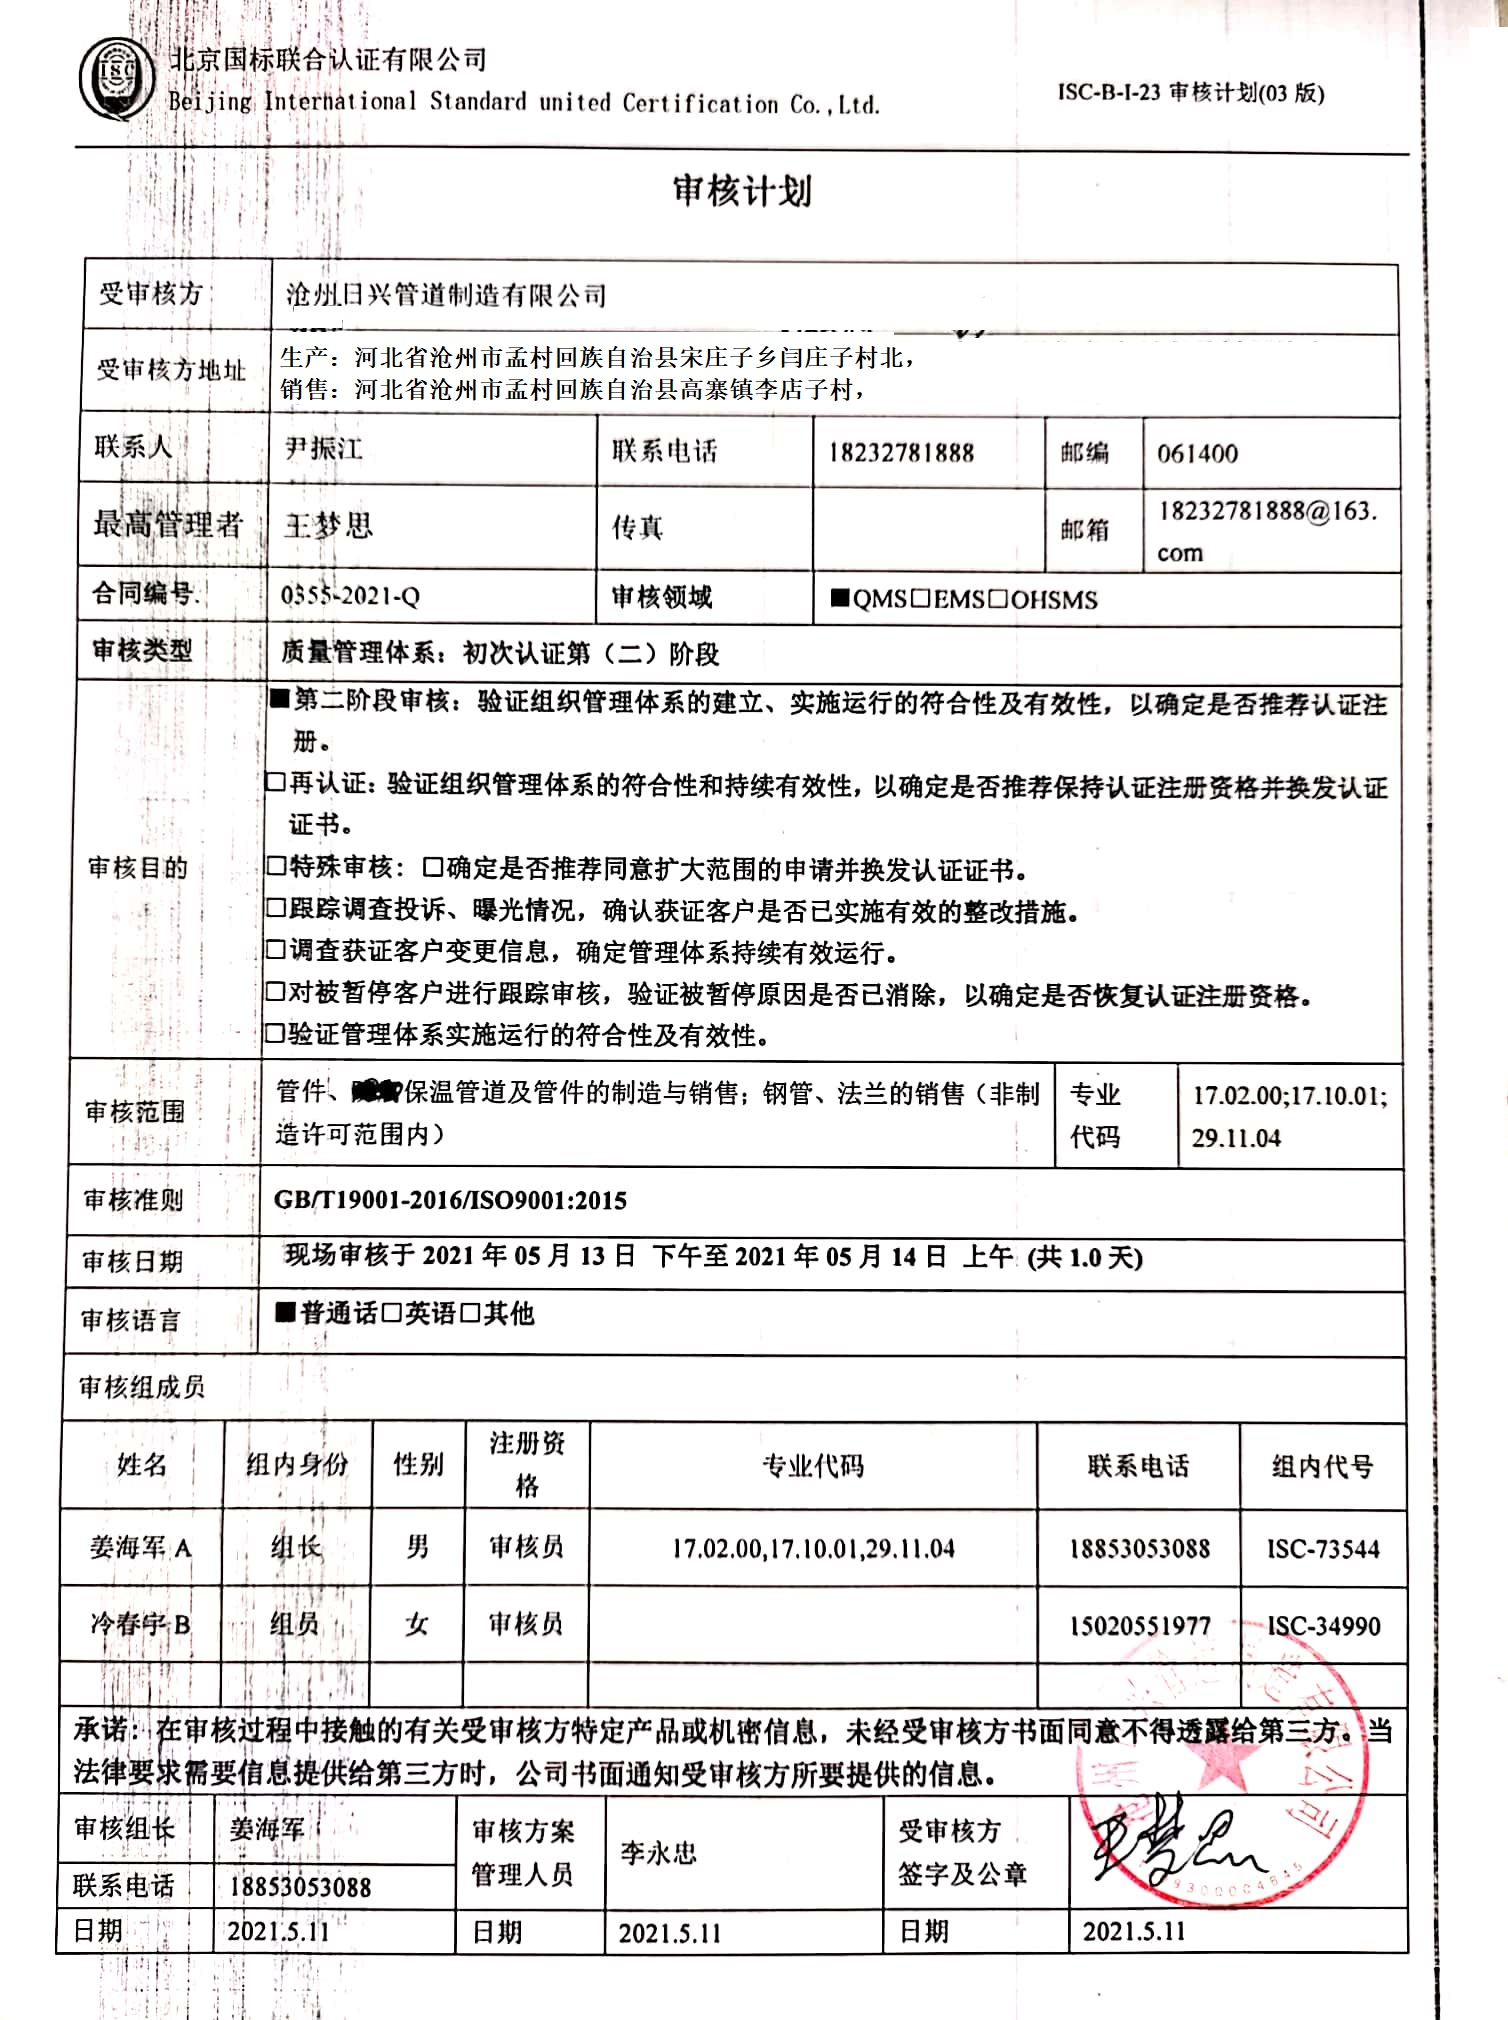 ISC
北京国标联合认证有限公司
Beijing International Standard united Certification Co.,Ltd.
ISC-B-I-23 审核计划(03 版)
审核计划
受审核方
沧州日兴管道制造有限公司
受审核方地址
生产：河北省沧州市孟村回族自治县宋庄子乡闫庄子村北，
销售：河北省沧州市孟村回族自治县高寨镇李店子村，
联系人
尹振江
联系电话
18232781888
邮编
061400
最高管理者
王梦思
传真
邮箱
18232781888@163.
com
合同编号.
0355-2021-Q
审核领域
■QMS□EMS□OHSMS
审核类型
质量管理体系：初次认证第（二）阶段
审核目的
■第二阶段审核：验证组织管理体系的建立、实施运行的符合性及有效性，以确定是否推荐认证注
册。
□再认证：验证组织管理体系的符合性和持续有效性，以确定是否推荐保持认证注册资格并换发认证
证书。
□特殊审核：□确定是否推荐同意扩大范围的申请并换发认证证书。
□跟踪调查投诉、曝光情况，确认获证客户是否已实施有效的整改措施。
□调查获证客户变更信息，确定管理体系持续有效运行。
□对被暂停客户进行跟踪审核，验证被暂停原因是否已消除，以确定是否恢复认证注册资格。
□验证管理体系实施运行的符合性及有效性。
审核范围
管件、保温管道及管件的制造与销售；钢管、法兰的销售（非制
造许可范围内）
专业
代码
17.02.00;17.10.01;
29.11.04
审核准则
GB/T19001-2016/ISO9001:2015
审核日期
现场审核于 2021 年 05 月 13 日 下午至 2021 年 05 月 14 日 上午 (共 1.0 天)
审核语言
■普通话□英语□其他
审核组成员
姓名
组内身份
性别
注册资
格
专业代码
联系电话
组内代号
姜海军 A
组长
男
审核员
17.02.00,17.10.01,29.11.04
18853053088
ISC-73544
冷春宇 B
组员
女
审核员
15020551977
ISC-34990
承诺：在审核过程中接触的有关受审核方特定产品或机密信息，未经受审核方书面同意不得透露给第三方。当
法律要求需要信息提供给第三方时，公司书面通知受审核方所要提供的信息。
审核组长
姜海军
审核方案
管理人员
李永忠
受审核方
签字及公章
王梦思
联系电话
18853053088
日期
2021.5.11
日期
2021.5.11
日期
2021.5.11